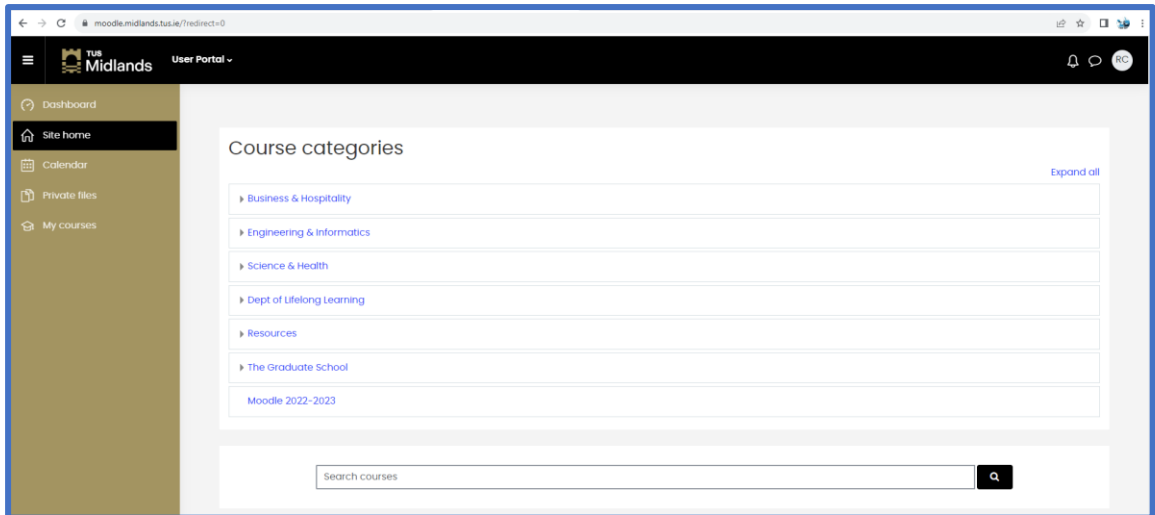 moodle.midlands.tus.ie/?redirect=0
TUS
Midlands
User Portal
RC
Dashboard
Site home
Calendar
Private files
My courses
Course categories
Expand all
Business & Hospitality
Engineering & Informatics
Science & Health
Dept of Lifelong Learning
Resources
The Graduate School
Moodle 2022-2023
Search courses